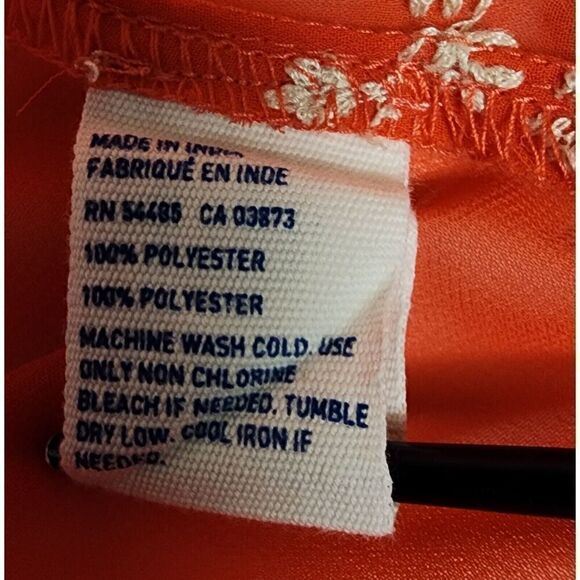 MADE IN INDIA
FABRIQUÉ EN INDE
RN 54485 CA 03873
100% POLYESTER
100% POLYESTER
MACHINE WASH COLD. USE
ONLY NON CHLORINE
BLEACH IF NEEDED. TUMBLE
DRY LOW. COOL IRON IF
NEEDED.